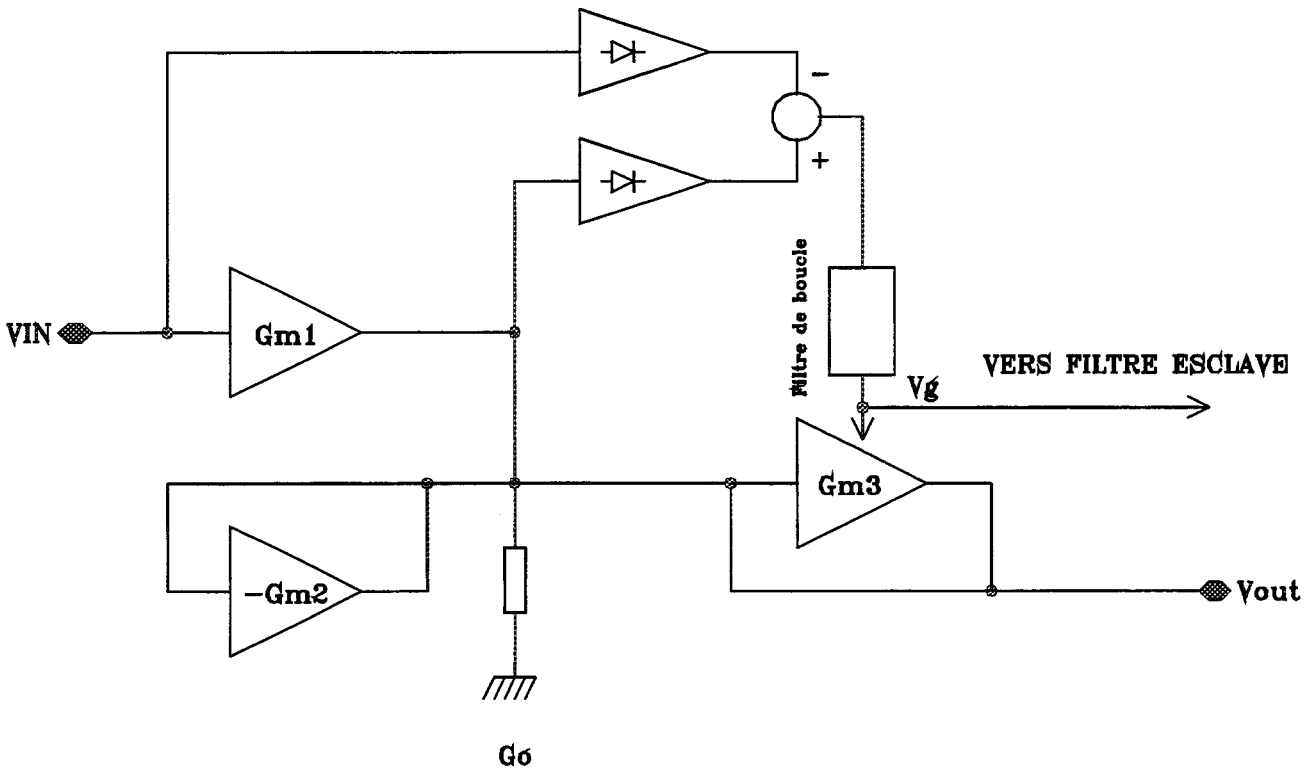 −
+
Filtre de boucle
VIN
Gm1
Vg
VERS FILTRE ESCLAVE
Gm3
−Gm2
Vout
Go